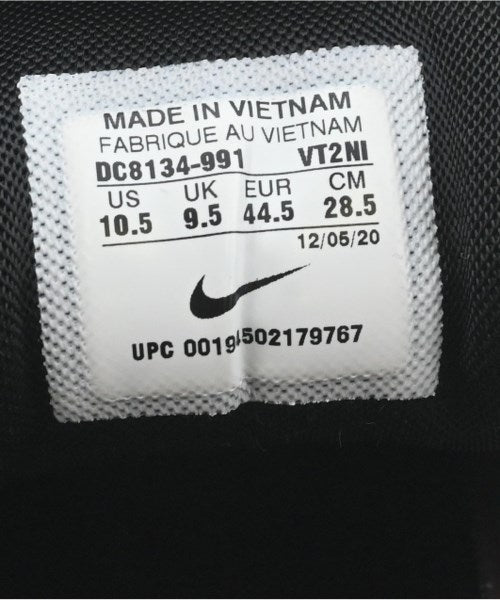 MADE IN VIETNAM
FABRIQUE AU VIETNAM
DC8134-991 VT2NI
US UK EUR CM
10.5 9.5 44.5 28.5
12/05/20
UPC